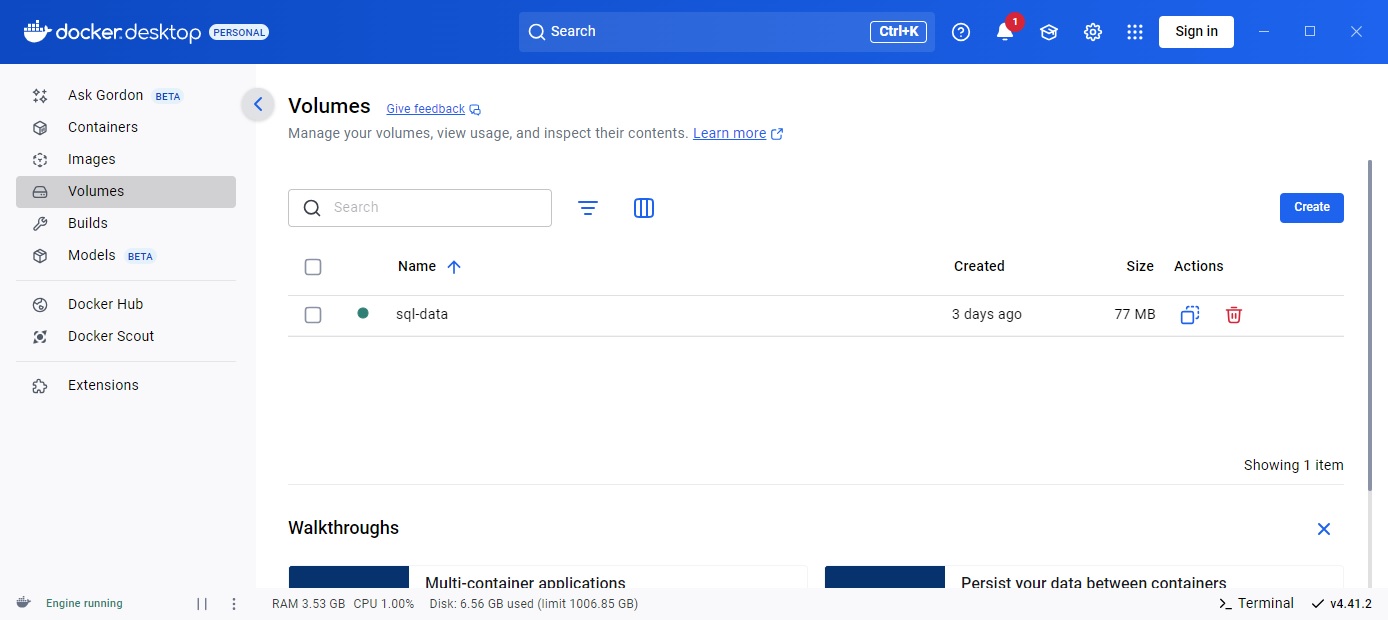 docker.desktop PERSONAL
Search Ctrl+K
1
Sign in
Ask Gordon BETA
Containers
Images
Volumes
Builds
Models BETA
Docker Hub
Docker Scout
Extensions
Volumes Give feedback
Manage your volumes, view usage, and inspect their contents. Learn more
Search
Create
Name Created Size Actions
sql-data 3 days ago 77 MB
Showing 1 item
Walkthroughs
Multi-container applications
Persist your data between containers
Engine running RAM 3.53 GB CPU 1.00% Disk: 6.56 GB used (limit 1006.85 GB) Terminal v4.41.2